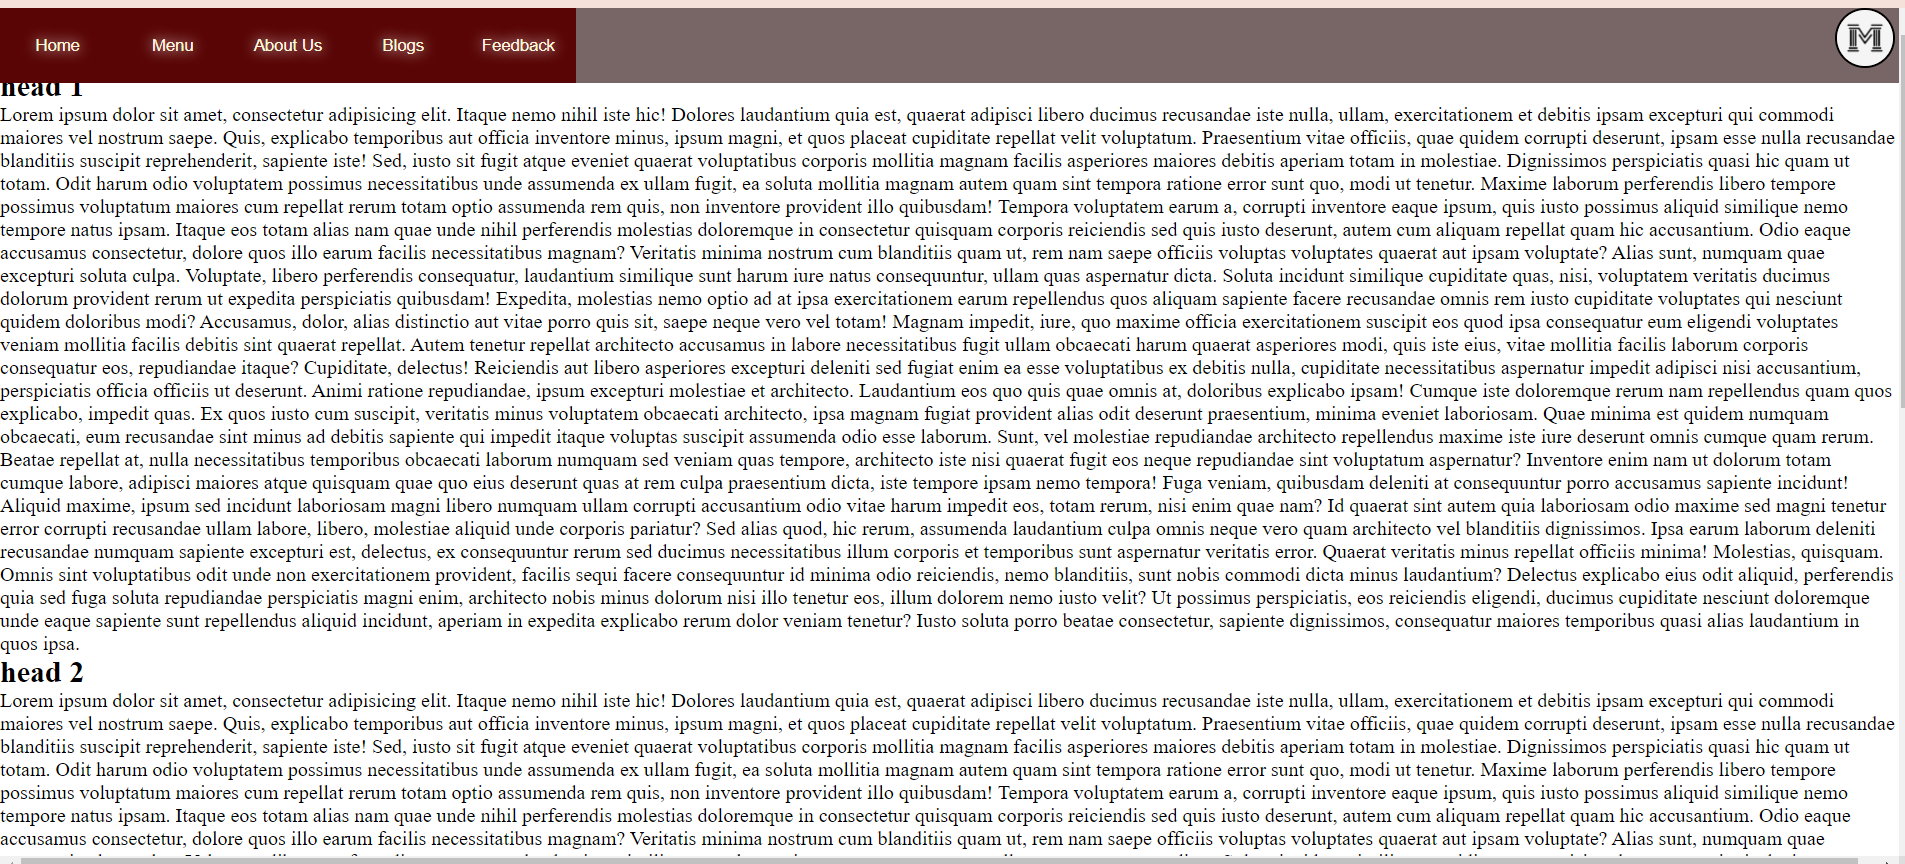 Home Menu About Us Blogs Feedback M
head 1
Lorem ipsum dolor sit amet, consectetur adipisicing elit. Itaque nemo nihil iste hic! Dolores laudantium quia est, quaerat adipisci libero ducimus recusandae iste nulla, ullam, exercitationem et debitis ipsam excepturi qui commodi
maiores vel nostrum saepe. Quis, explicabo temporibus aut officia inventore minus, ipsum magni, et quos placeat cupiditate repellat velit voluptatum. Praesentium vitae officiis, quae quidem corrupti deserunt, ipsam esse nulla recusandae
blanditiis suscipit reprehenderit, sapiente iste! Sed, iusto sit fugit atque eveniet quaerat voluptatibus corporis mollitia magnam facilis asperiores maiores debitis aperiam totam in molestiae. Dignissimos perspiciatis quasi hic quam ut
totam. Odit harum odio voluptatem possimus necessitatibus unde assumenda ex ullam fugit, ea soluta mollitia magnam autem quam sint tempora ratione error sunt quo, modi ut tenetur. Maxime laborum perferendis libero tempore
possimus voluptatum maiores cum repellat rerum totam optio assumenda rem quis, non inventore provident illo quibusdam! Tempora voluptatem earum a, corrupti inventore eaque ipsum, quis iusto possimus aliquid similique nemo
tempore natus ipsam. Itaque eos totam alias nam quae unde nihil perferendis molestias doloremque in consectetur quisquam corporis reiciendis sed quis iusto deserunt, autem cum aliquam repellat quam hic accusantium. Odio eaque
accusamus consectetur, dolore quos illo earum facilis necessitatibus magnam? Veritatis minima nostrum cum blanditiis quam ut, rem nam saepe officiis voluptas voluptates quaerat aut ipsam voluptate? Alias sunt, numquam quae
excepturi soluta culpa. Voluptate, libero perferendis consequatur, laudantium similique sunt harum iure natus consequuntur, ullam quas aspernatur dicta. Soluta incidunt similique cupiditate quas, nisi, voluptatem veritatis ducimus
dolorum provident rerum ut expedita perspiciatis quibusdam! Expedita, molestias nemo optio ad at ipsa exercitationem earum repellendus quos aliquam sapiente facere recusandae omnis rem iusto cupiditate voluptates qui nesciunt
quidem doloribus modi? Accusamus, dolor, alias distinctio aut vitae porro quis sit, saepe neque vero vel totam! Magnam impedit, iure, quo maxime officia exercitationem suscipit eos quod ipsa consequatur eum eligendi voluptates
veniam mollitia facilis debitis sint quaerat repellat. Autem tenetur repellat architecto accusamus in labore necessitatibus fugit ullam obcaecati harum quaerat asperiores modi, quis iste eius, vitae mollitia facilis laborum corporis
consequatur eos, repudiandae itaque? Cupiditate, delectus! Reiciendis aut libero asperiores excepturi deleniti sed fugiat enim ea esse voluptatibus ex debitis nulla, cupiditate necessitatibus aspernatur impedit adipisci nisi accusantium,
perspiciatis officia officiis ut deserunt. Animi ratione repudiandae, ipsum excepturi molestiae et architecto. Laudantium eos quo quis quae omnis at, doloribus explicabo ipsam! Cumque iste doloremque rerum nam repellendus quam quos
explicabo, impedit quas. Ex quos iusto cum suscipit, veritatis minus voluptatem obcaecati architecto, ipsa magnam fugiat provident alias odit deserunt praesentium, minima eveniet laboriosam. Quae minima est quidem numquam
obcaecati, eum recusandae sint minus ad debitis sapiente qui impedit itaque voluptas suscipit assumenda odio esse laborum. Sunt, vel molestiae repudiandae architecto repellendus maxime iste iure deserunt omnis cumque quam rerum.
Beatae repellat at, nulla necessitatibus temporibus obcaecati laborum numquam sed veniam quas tempore, architecto iste nisi quaerat fugit eos neque repudiandae sint voluptatum aspernatur? Inventore enim nam ut dolorum totam
cumque labore, adipisci maiores atque quisquam quae quo eius deserunt quas at rem culpa praesentium dicta, iste tempore ipsam nemo tempora! Fuga veniam, quibusdam deleniti at consequuntur porro accusamus sapiente incidunt!
Aliquid maxime, ipsum sed incidunt laboriosam magni libero numquam ullam corrupti accusantium odio vitae harum impedit eos, totam rerum, nisi enim quae nam? Id quaerat sint autem quia laboriosam odio maxime sed magni tenetur
error corrupti recusandae ullam labore, libero, molestiae aliquid unde corporis pariatur? Sed alias quod, hic rerum, assumenda laudantium culpa omnis neque vero quam architecto vel blanditiis dignissimos. Ipsa earum laborum deleniti
recusandae numquam sapiente excepturi est, delectus, ex consequuntur rerum sed ducimus necessitatibus illum corporis et temporibus sunt aspernatur veritatis error. Quaerat veritatis minus repellat officiis minima! Molestias, quisquam.
Omnis sint voluptatibus odit unde non exercitationem provident, facilis sequi facere consequuntur id minima odio reiciendis, nemo blanditiis, sunt nobis commodi dicta minus laudantium? Delectus explicabo eius odit aliquid, perferendis
quia sed fuga soluta repudiandae perspiciatis magni enim, architecto nobis minus dolorum nisi illo tenetur eos, illum dolorem nemo iusto velit? Ut possimus perspiciatis, eos reiciendis eligendi, ducimus cupiditate nesciunt doloremque
unde eaque sapiente sunt repellendus aliquid incidunt, aperiam in expedita explicabo rerum dolor veniam tenetur? Iusto soluta porro beatae consectetur, sapiente dignissimos, consequatur maiores temporibus quasi alias laudantium in
quos ipsa.
head 2
Lorem ipsum dolor sit amet, consectetur adipisicing elit. Itaque nemo nihil iste hic! Dolores laudantium quia est, quaerat adipisci libero ducimus recusandae iste nulla, ullam, exercitationem et debitis ipsam excepturi qui commodi
maiores vel nostrum saepe. Quis, explicabo temporibus aut officia inventore minus, ipsum magni, et quos placeat cupiditate repellat velit voluptatum. Praesentium vitae officiis, quae quidem corrupti deserunt, ipsam esse nulla recusandae
blanditiis suscipit reprehenderit, sapiente iste! Sed, iusto sit fugit atque eveniet quaerat voluptatibus corporis mollitia magnam facilis asperiores maiores debitis aperiam totam in molestiae. Dignissimos perspiciatis quasi hic quam ut
totam. Odit harum odio voluptatem possimus necessitatibus unde assumenda ex ullam fugit, ea soluta mollitia magnam autem quam sint tempora ratione error sunt quo, modi ut tenetur. Maxime laborum perferendis libero tempore
possimus voluptatum maiores cum repellat rerum totam optio assumenda rem quis, non inventore provident illo quibusdam! Tempora voluptatem earum a, corrupti inventore eaque ipsum, quis iusto possimus aliquid similique nemo
tempore natus ipsam. Itaque eos totam alias nam quae unde nihil perferendis molestias doloremque in consectetur quisquam corporis reiciendis sed quis iusto deserunt, autem cum aliquam repellat quam hic accusantium. Odio eaque
accusamus consectetur, dolore quos illo earum facilis necessitatibus magnam? Veritatis minima nostrum cum blanditiis quam ut, rem nam saepe officiis voluptas voluptates quaerat aut ipsam voluptate? Alias sunt, numquam quae